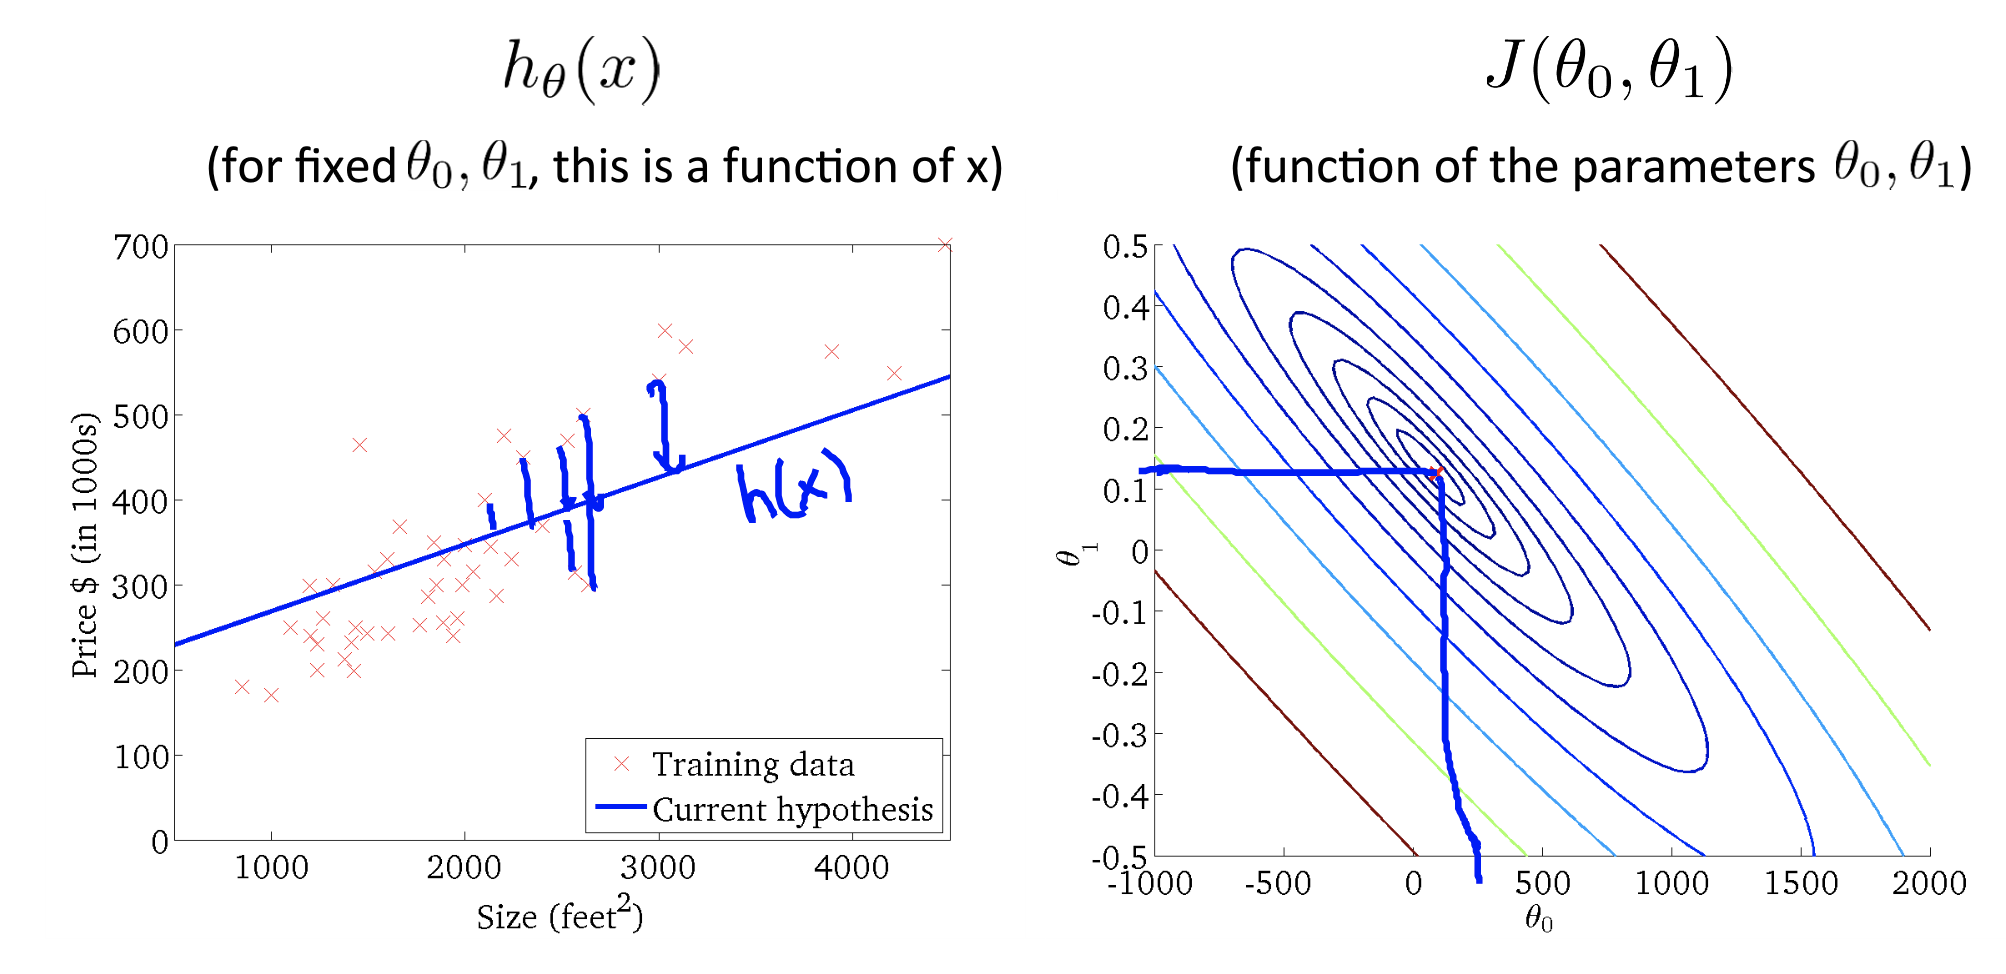 h_θ(x)
(for fixed θ₀, θ₁, this is a function of x)
700
600
500
400
300
200
100
0
Price $ (in 1000s)
1000 2000 3000 4000
Size (feet²)
h(x)
Training data
Current hypothesis
J(θ₀, θ₁)
(function of the parameters θ₀, θ₁)
0.5
0.4
0.3
0.2
0.1
0
-0.1
-0.2
-0.3
-0.4
-0.5
θ₁
-1000 -500 0 500 1000 1500 2000
θ₀